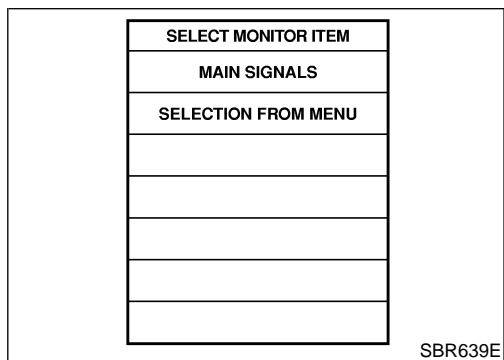 SELECT MONITOR ITEM
MAIN SIGNALS
SELECTION FROM MENU
SBR639E